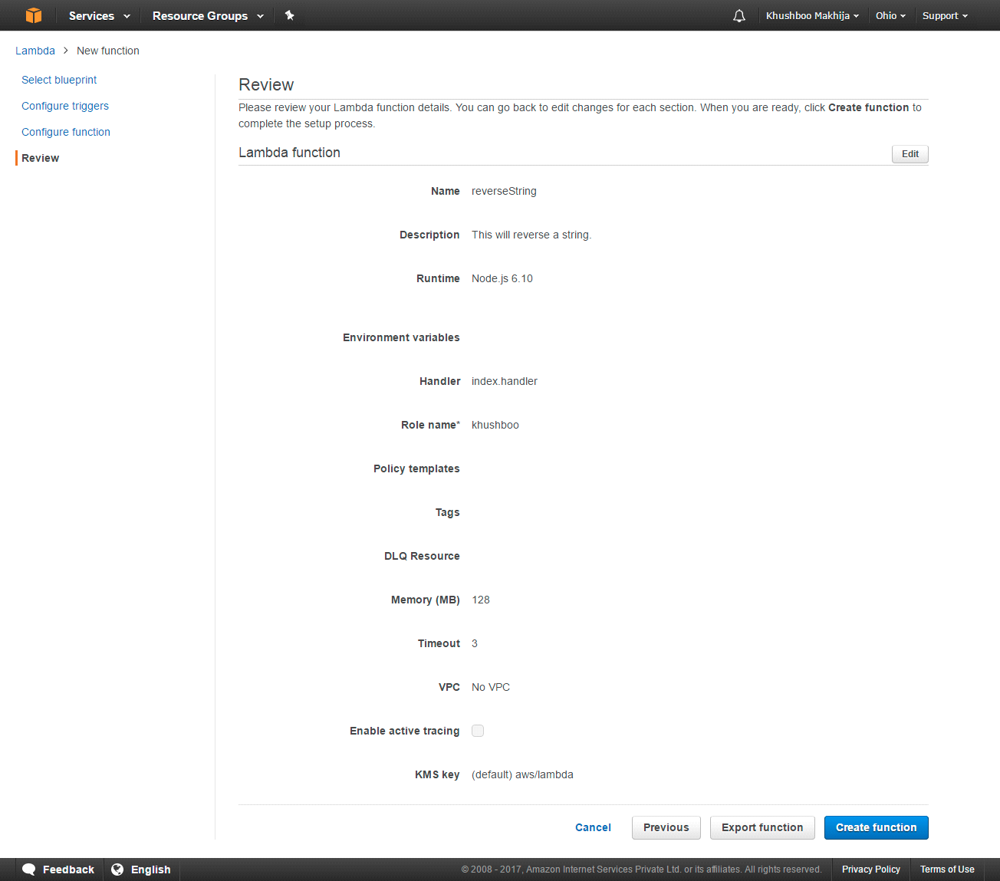 Services Resource Groups Khushboo Makhija Ohio Support
Lambda > New function
Select blueprint
Configure triggers
Configure function
Review
Review
Please review your Lambda function details. You can go back to edit changes for each section. When you are ready, click Create function to
complete the setup process.
Lambda function Edit
Name reverseString
Description This will reverse a string.
Runtime Node.js 6.10
Environment variables
Handler index.handler
Role name* khushboo
Policy templates
Tags
DLQ Resource
Memory (MB) 128
Timeout 3
VPC No VPC
Enable active tracing
KMS key (default) aws/lambda
Cancel Previous Export function Create function
Feedback English © 2008 - 2017, Amazon Internet Services Private Ltd. or its affiliates. All rights reserved. Privacy Policy Terms of Use